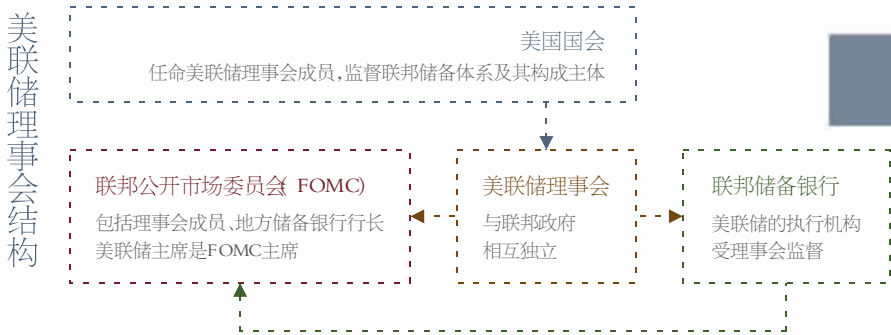 美联储理事会结构
美国国会
任命美联储理事会成员，监督联邦储备体系及其构成主体
联邦公开市场委员会（FOMC）
包括理事会成员、地方储备银行行长
美联储主席是FOMC主席
美联储理事会
与联邦政府
相互独立
联邦储备银行
美联储的执行机构
受理事会监督